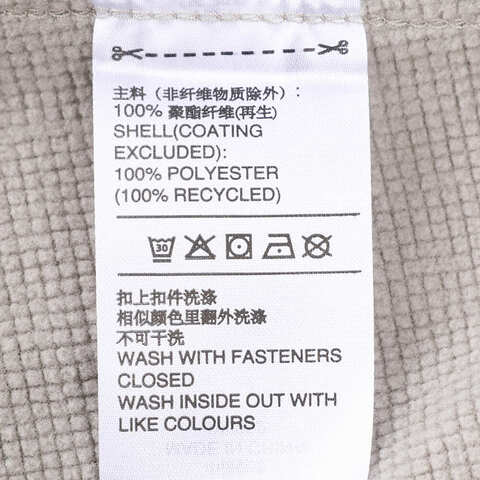 主料（非纤维物质除外）：
100% 聚酯纤维(再生)
SHELL(COATING
EXCLUDED):
100% POLYESTER
(100% RECYCLED)
30
扣上扣件洗涤
相似颜色里翻外洗涤
不可干洗
WASH WITH FASTENERS
CLOSED
WASH INSIDE OUT WITH
LIKE COLOURS